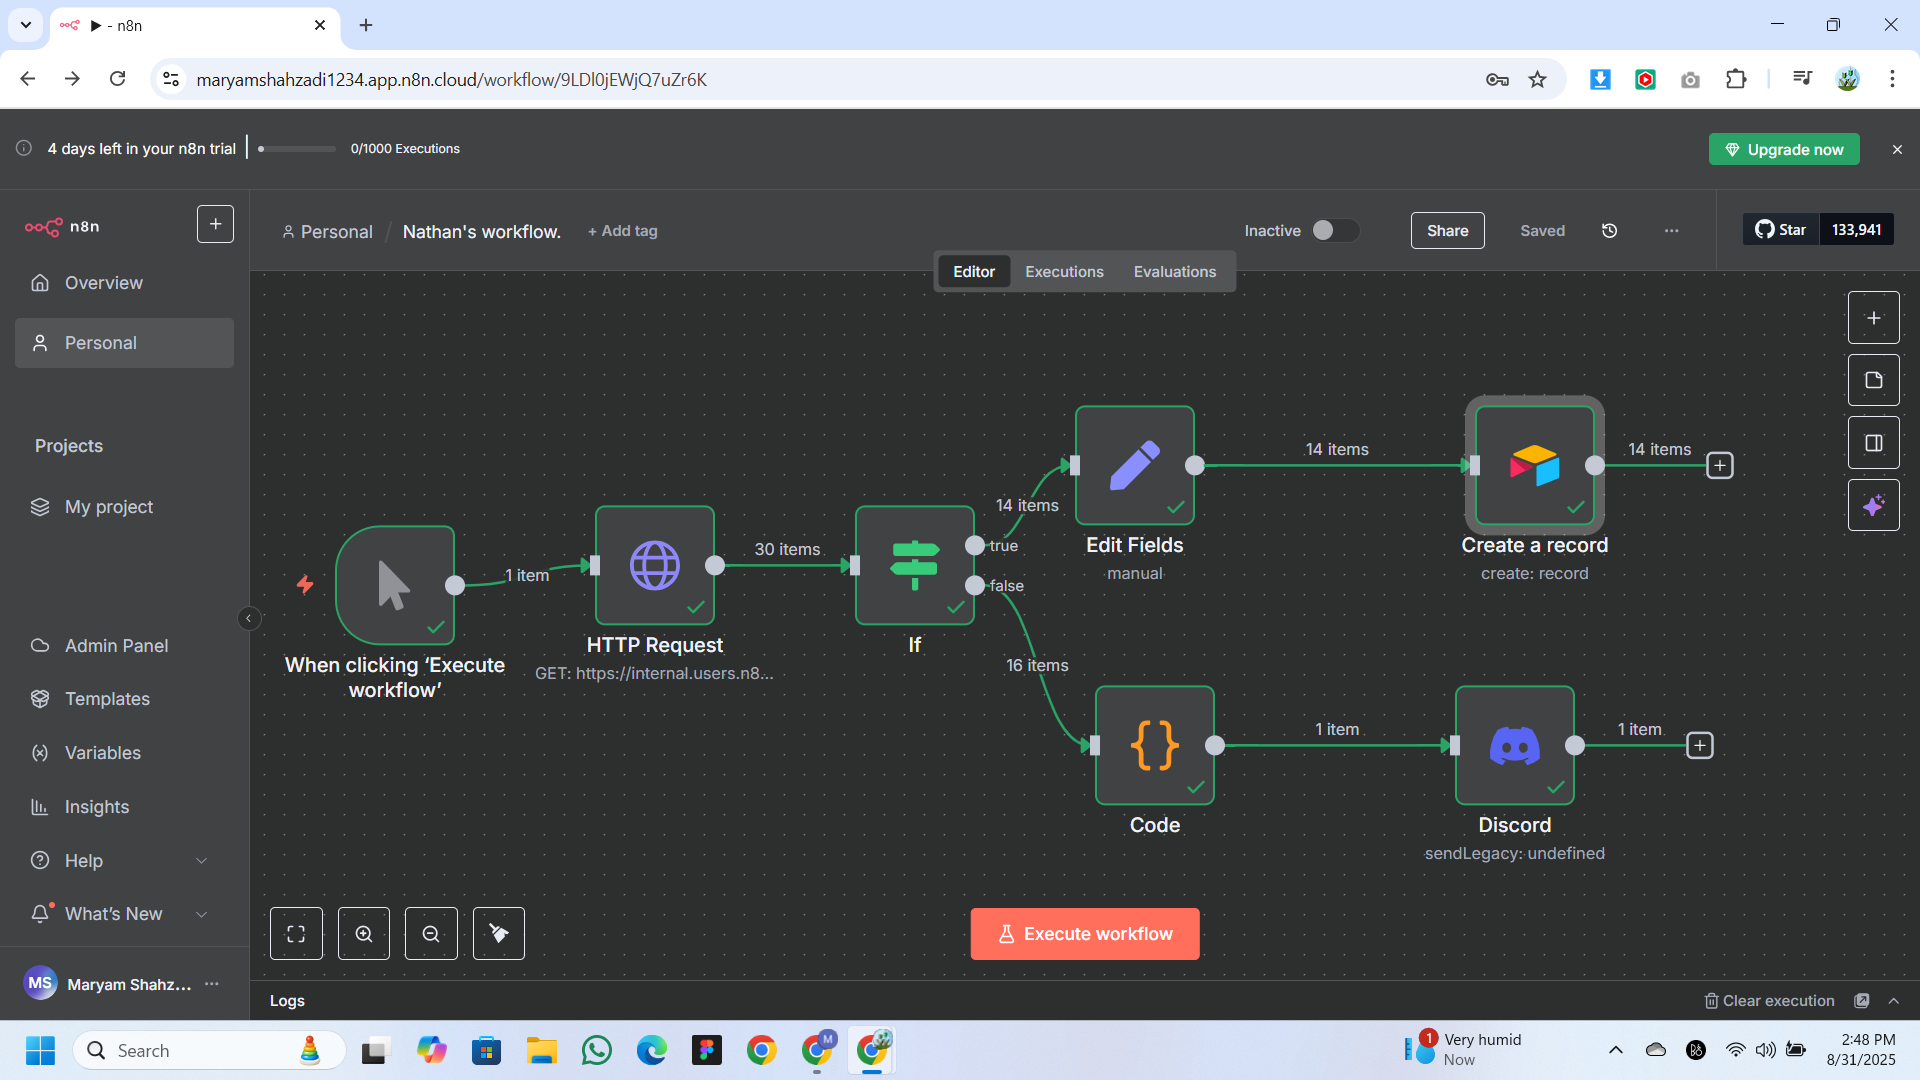 ▶ - n8n
maryamshahzadi1234.app.n8n.cloud/workflow/9LDl0jEWjQ7uZr6K
4 days left in your n8n trial
0/1000 Executions
Upgrade now
n8n
Personal / Nathan's workflow.
+ Add tag
Inactive
Share
Saved
Star
133,941
Editor
Executions
Evaluations
Overview
Personal
Projects
My project
Admin Panel
Templates
Variables
Insights
Help
What's New
MS
Maryam Shahz...
1 item
When clicking ‘Execute
workflow’
HTTP Request
GET: https://internal.users.n8...
30 items
If
true
false
14 items
16 items
Edit Fields
manual
14 items
Create a record
create: record
14 items
{}
Code
1 item
Discord
sendLegacy: undefined
1 item
Execute workflow
Logs
Clear execution
Search
M
1
Very humid
Now
2:48 PM
8/31/2025